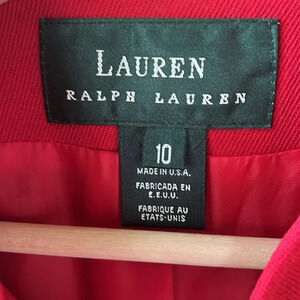 LAUREN
RALPH LAUREN
10
MADE IN U.S.A.
FABRICADA EN
E.E.U.U.
FABRIQUE AU
ETATS-UNIS